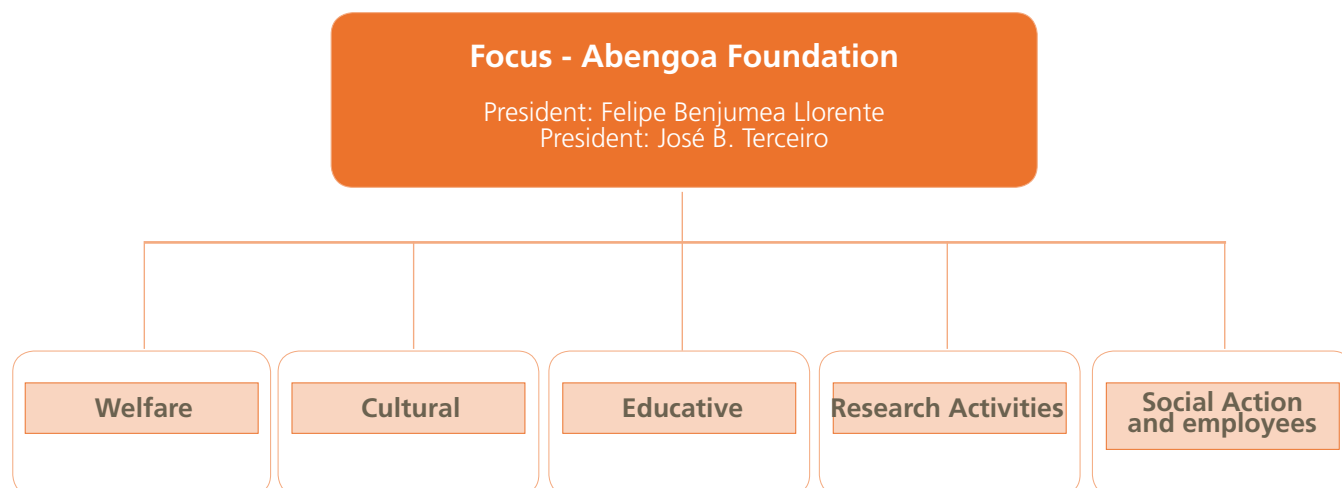 Focus - Abengoa Foundation
President: Felipe Benjumea Llorente
President: José B. Terceiro
Welfare
Cultural
Educative
Research Activities
Social Action
and employees